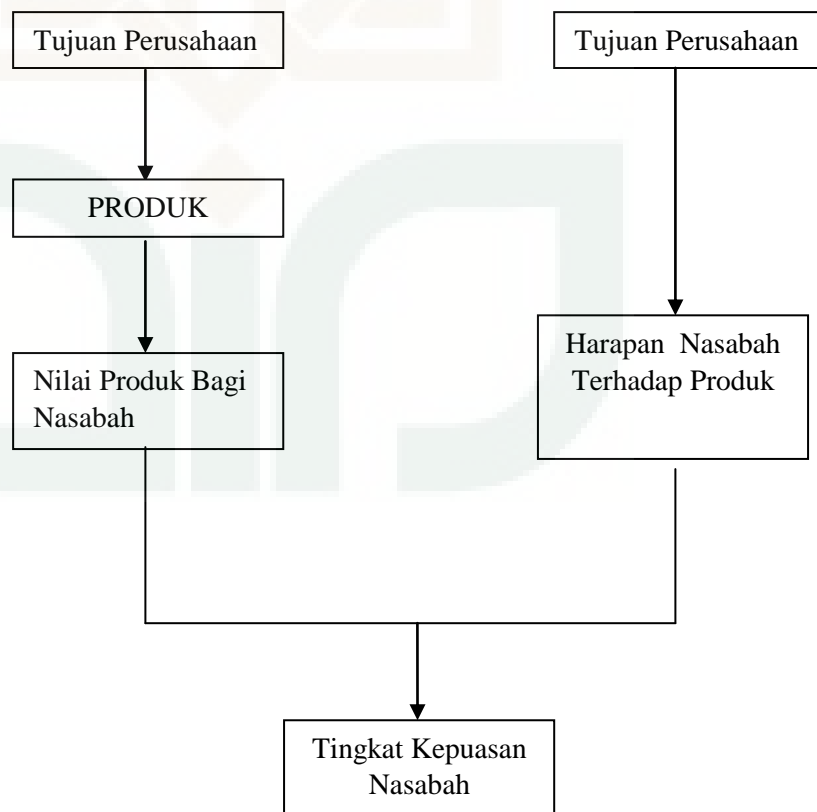 Tujuan Perusahaan
Tujuan Perusahaan
PRODUK
Nilai Produk Bagi
Nasabah
Harapan Nasabah
Terhadap Produk
Tingkat Kepuasan
Nasabah